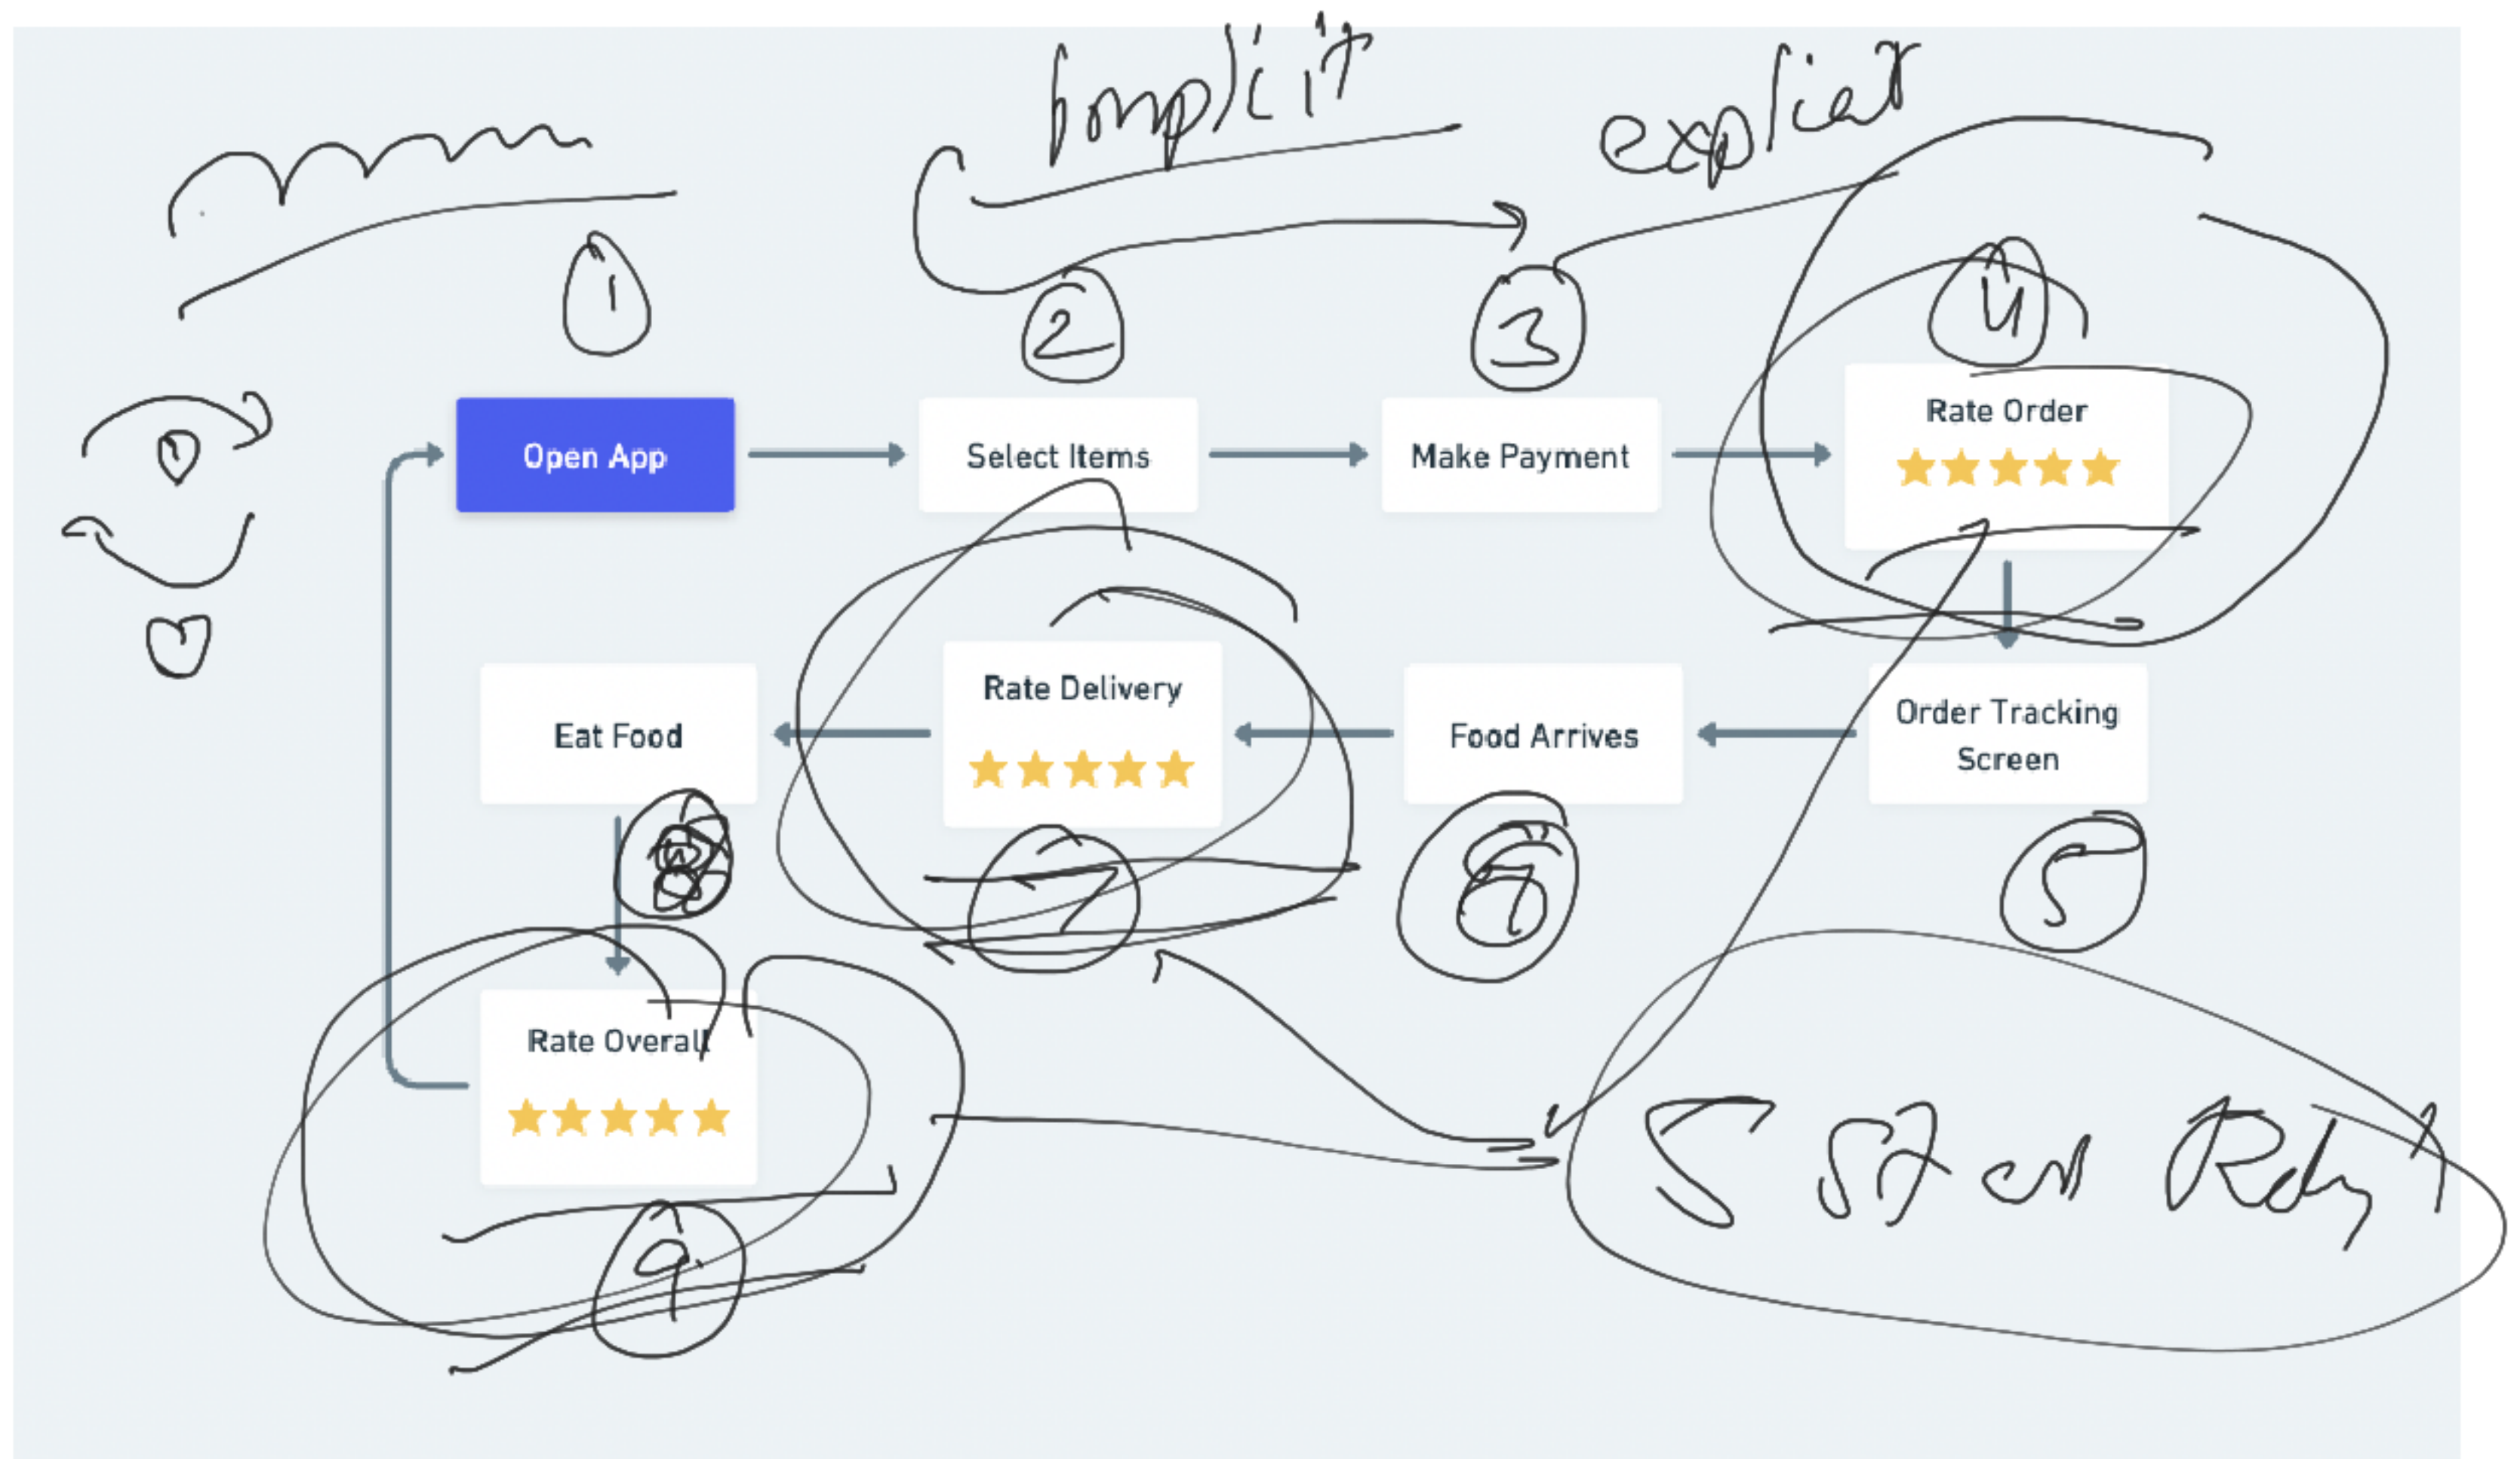 Implicit
explicit
1
2
3
4
Open App
Select Items
Make Payment
Rate Order
Eat Food
Rate Delivery
Food Arrives
Order Tracking
Screen
7
5
Rate Overall
9
5